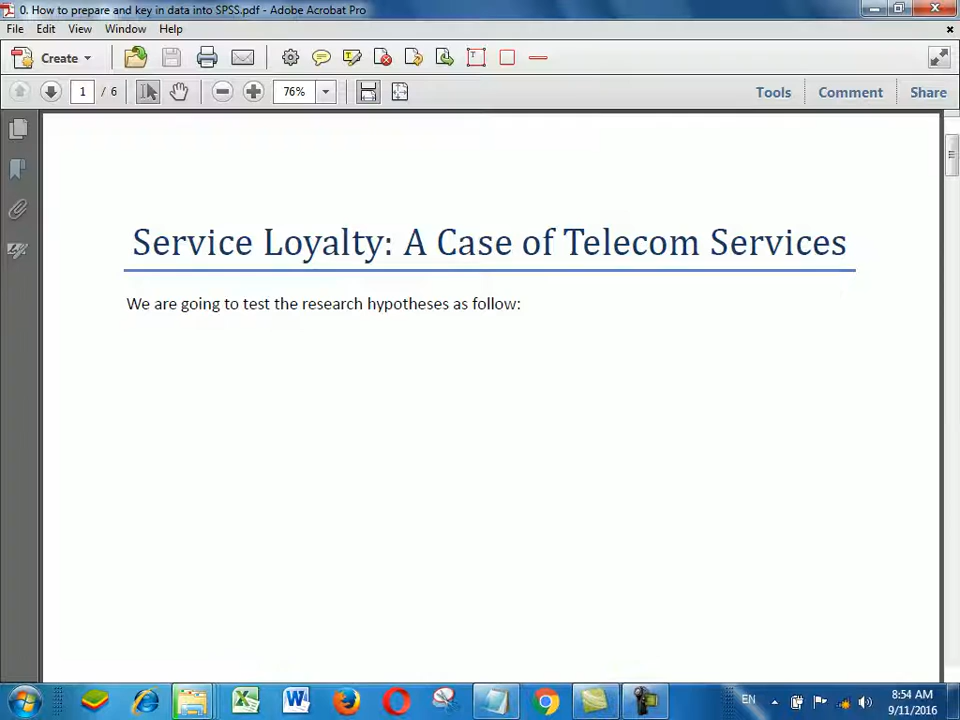 0. How to prepare and key in data into SPSS.pdf - Adobe Acrobat Pro
File Edit View Window Help
Create
1 / 6 76% Tools Comment Share
Service Loyalty: A Case of Telecom Services
We are going to test the research hypotheses as follow:
EN 8:54 AM
9/11/2016